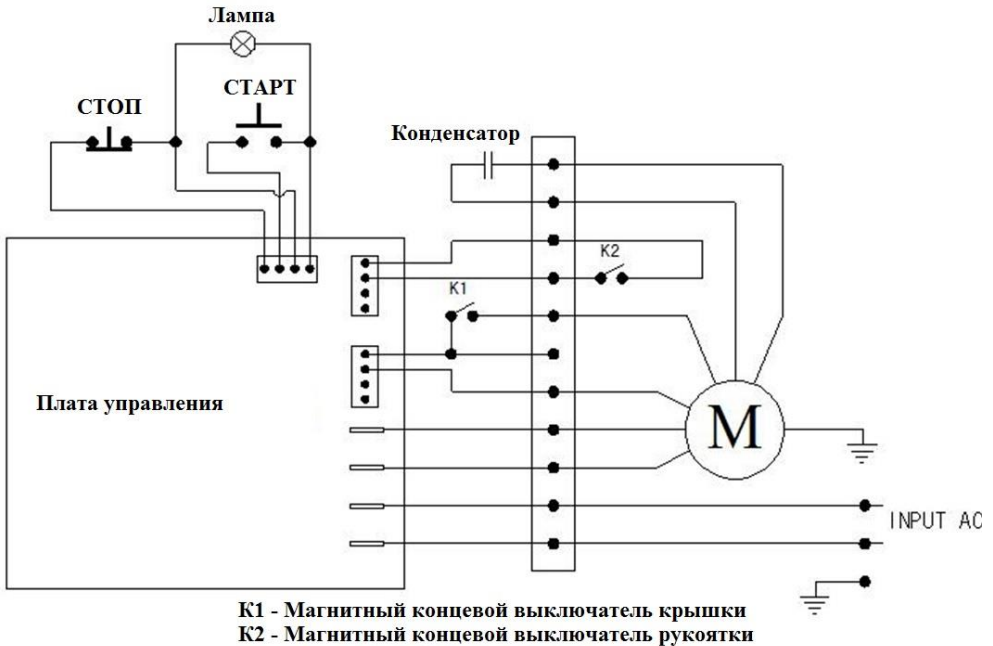 Лампа
СТОП
СТАРТ
Конденсатор
К2
К1
Плата управления
М
INPUT AC
К1 - Магнитный концевой выключатель крышки
К2 - Магнитный концевой выключатель рукоятки